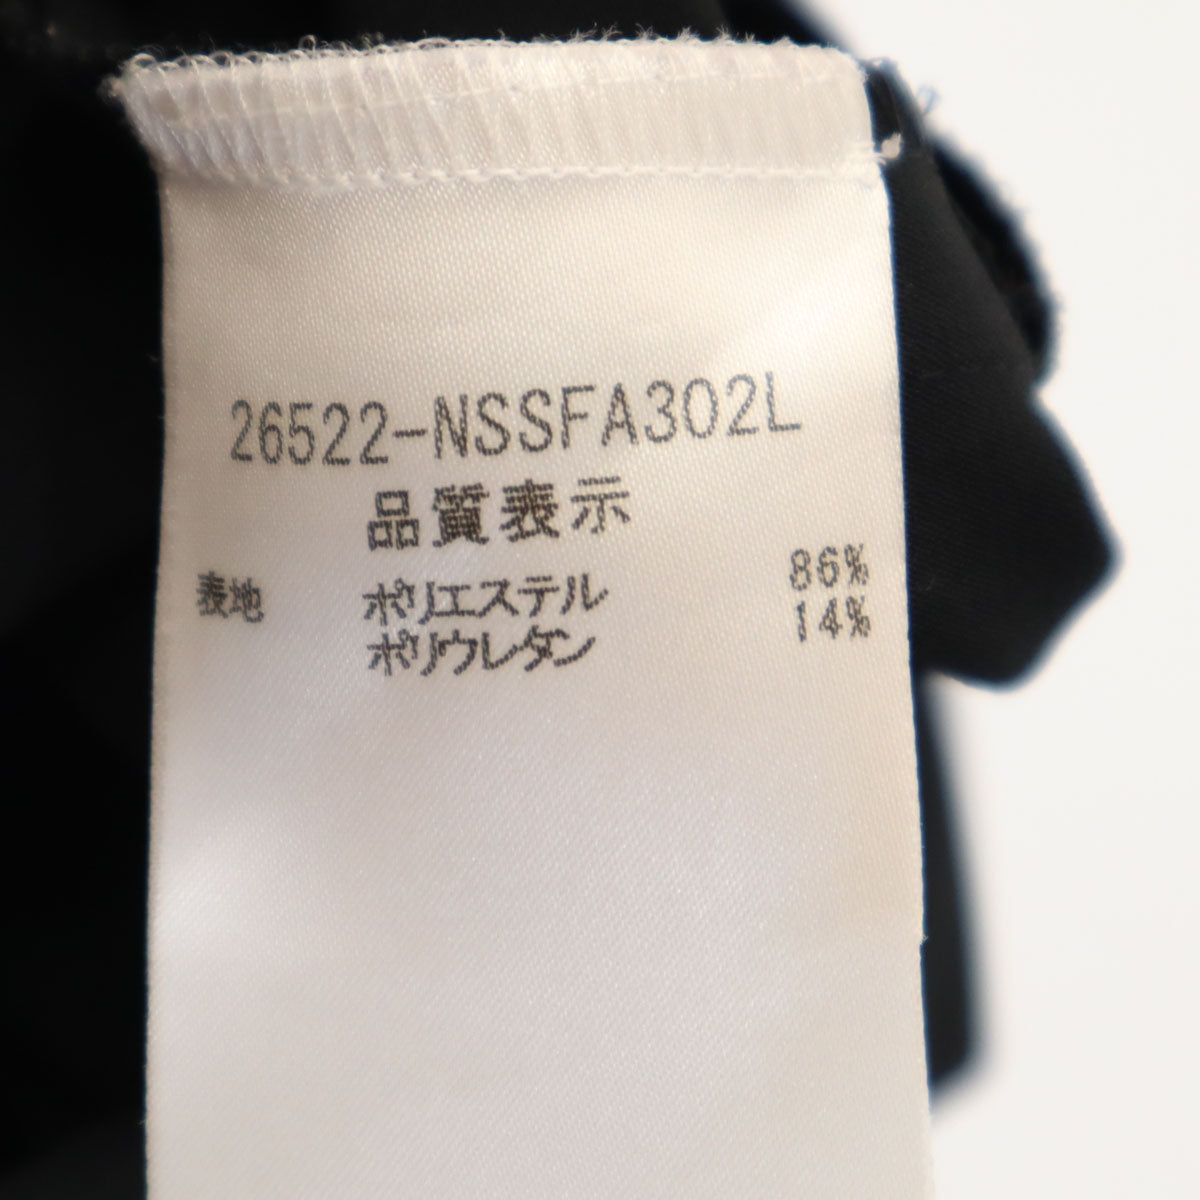 26522-NSSFA302L
品質表示
表地 ポリエステル 86%
ポリウレタン 14%